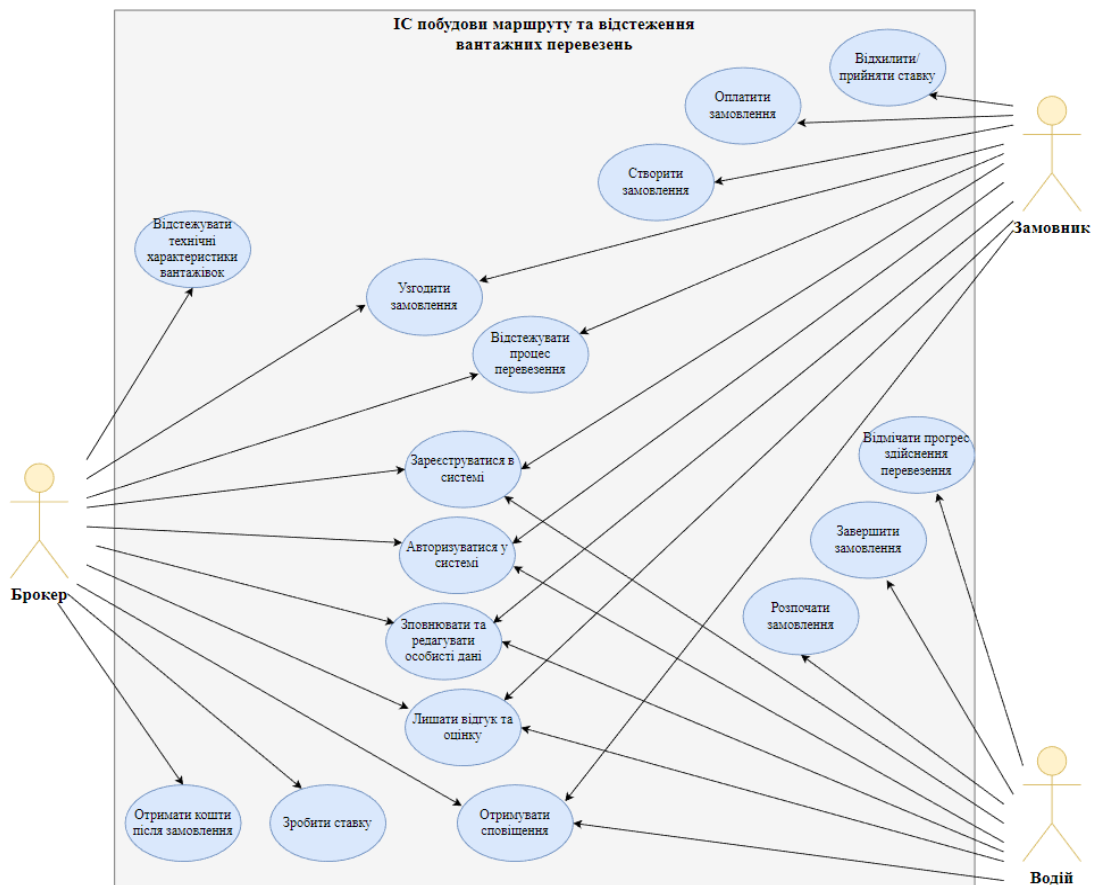 ІС побудови маршруту та відстеження
вантажних перевезень
Відхилити/
прийняти ставку
Оплатити
замовлення
Створити
замовлення
Замовник
Відстежувати
технічні
характеристики
вантажівок
Узгодити
замовлення
Відстежувати
процес
перевезення
Зареєструватися в
системі
Відмічати прогрес
здійснення
перевезення
Авторизуватися у
системі
Завершити
замовлення
Брокер
Зповнювати та
редагувати
особисті дані
Розпочати
замовлення
Лишати відгук та
оцінку
Отримати кошти
після замовлення
Зробити ставку
Отримувати
сповіщення
Водій